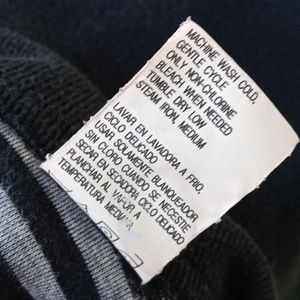 MACHINE WASH COLD,
GENTLE CYCLE
ONLY NON-CHLORINE
BLEACH WHEN NEEDED
TUMBLE DRY LOW
STEAM IRON, MEDIUM
LAVAR, EN LAVADORA A FRIO,
CICLO DELICADO
USAR, SOLAMENTE BLANQUEADOR
SIN CLORO CUANDO SE NECESITE
SECAR EN SECADORA CICLO DELICADO
PLANCHAR AL VAPOR A
TEMPERATURA MEDIA